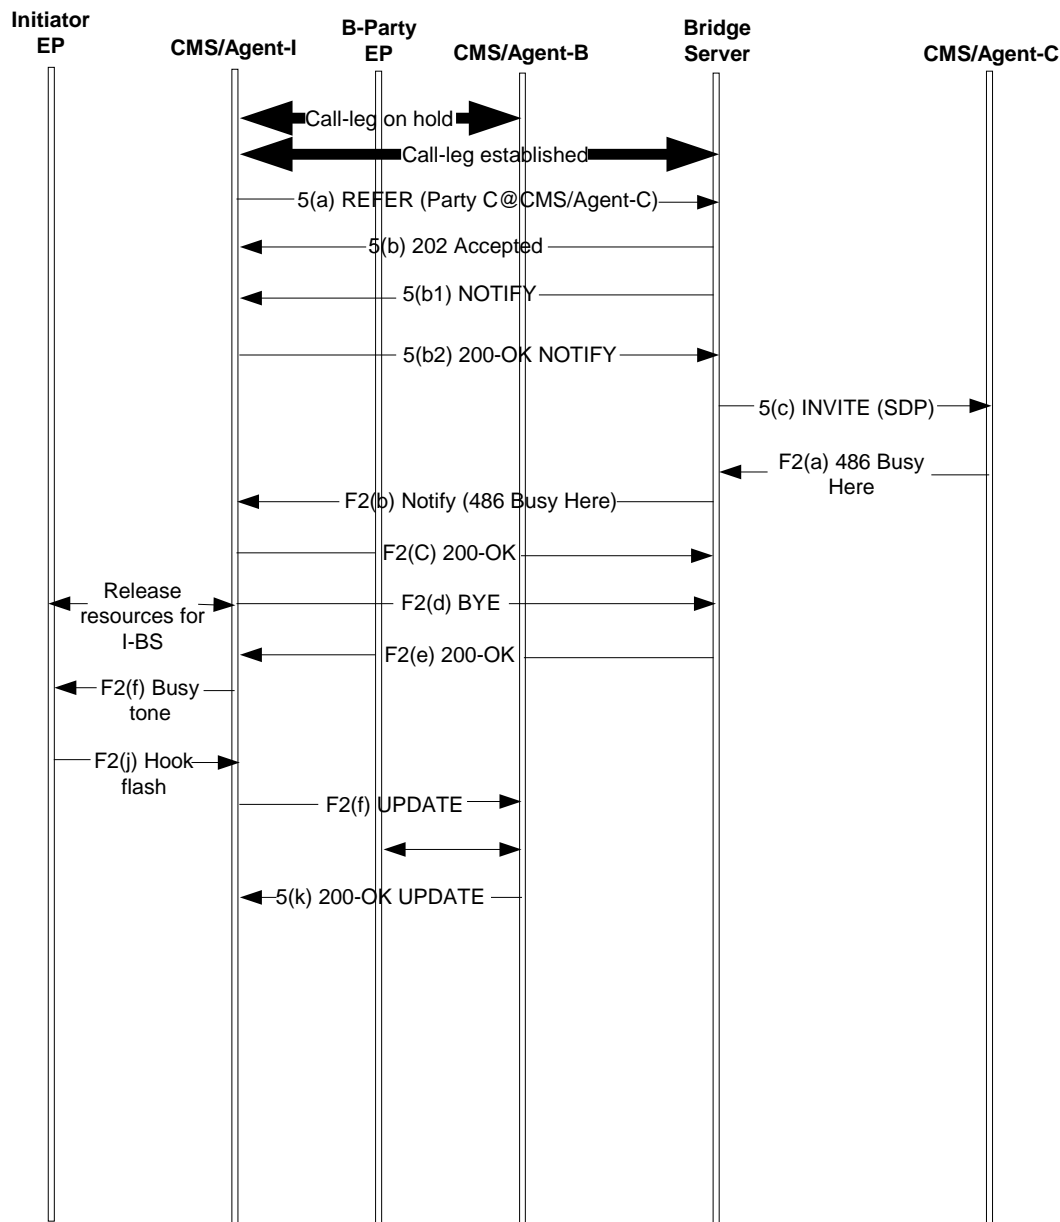 Initiator
EP
CMS/Agent-I
B-Party
EP
CMS/Agent-B
Bridge
Server
CMS/Agent-C
Call-leg on hold
Call-leg established
5(a) REFER (Party C@CMS/Agent-C)
5(b) 202 Accepted
5(b1) NOTIFY
5(b2) 200-OK NOTIFY
5(c) INVITE (SDP)
F2(a) 486 Busy
Here
F2(b) Notify (486 Busy Here)
F2(C) 200-OK
Release
resources for
I-BS
F2(d) BYE
F2(e) 200-OK
F2(f) Busy
tone
F2(j) Hook
flash
F2(f) UPDATE
5(k) 200-OK UPDATE